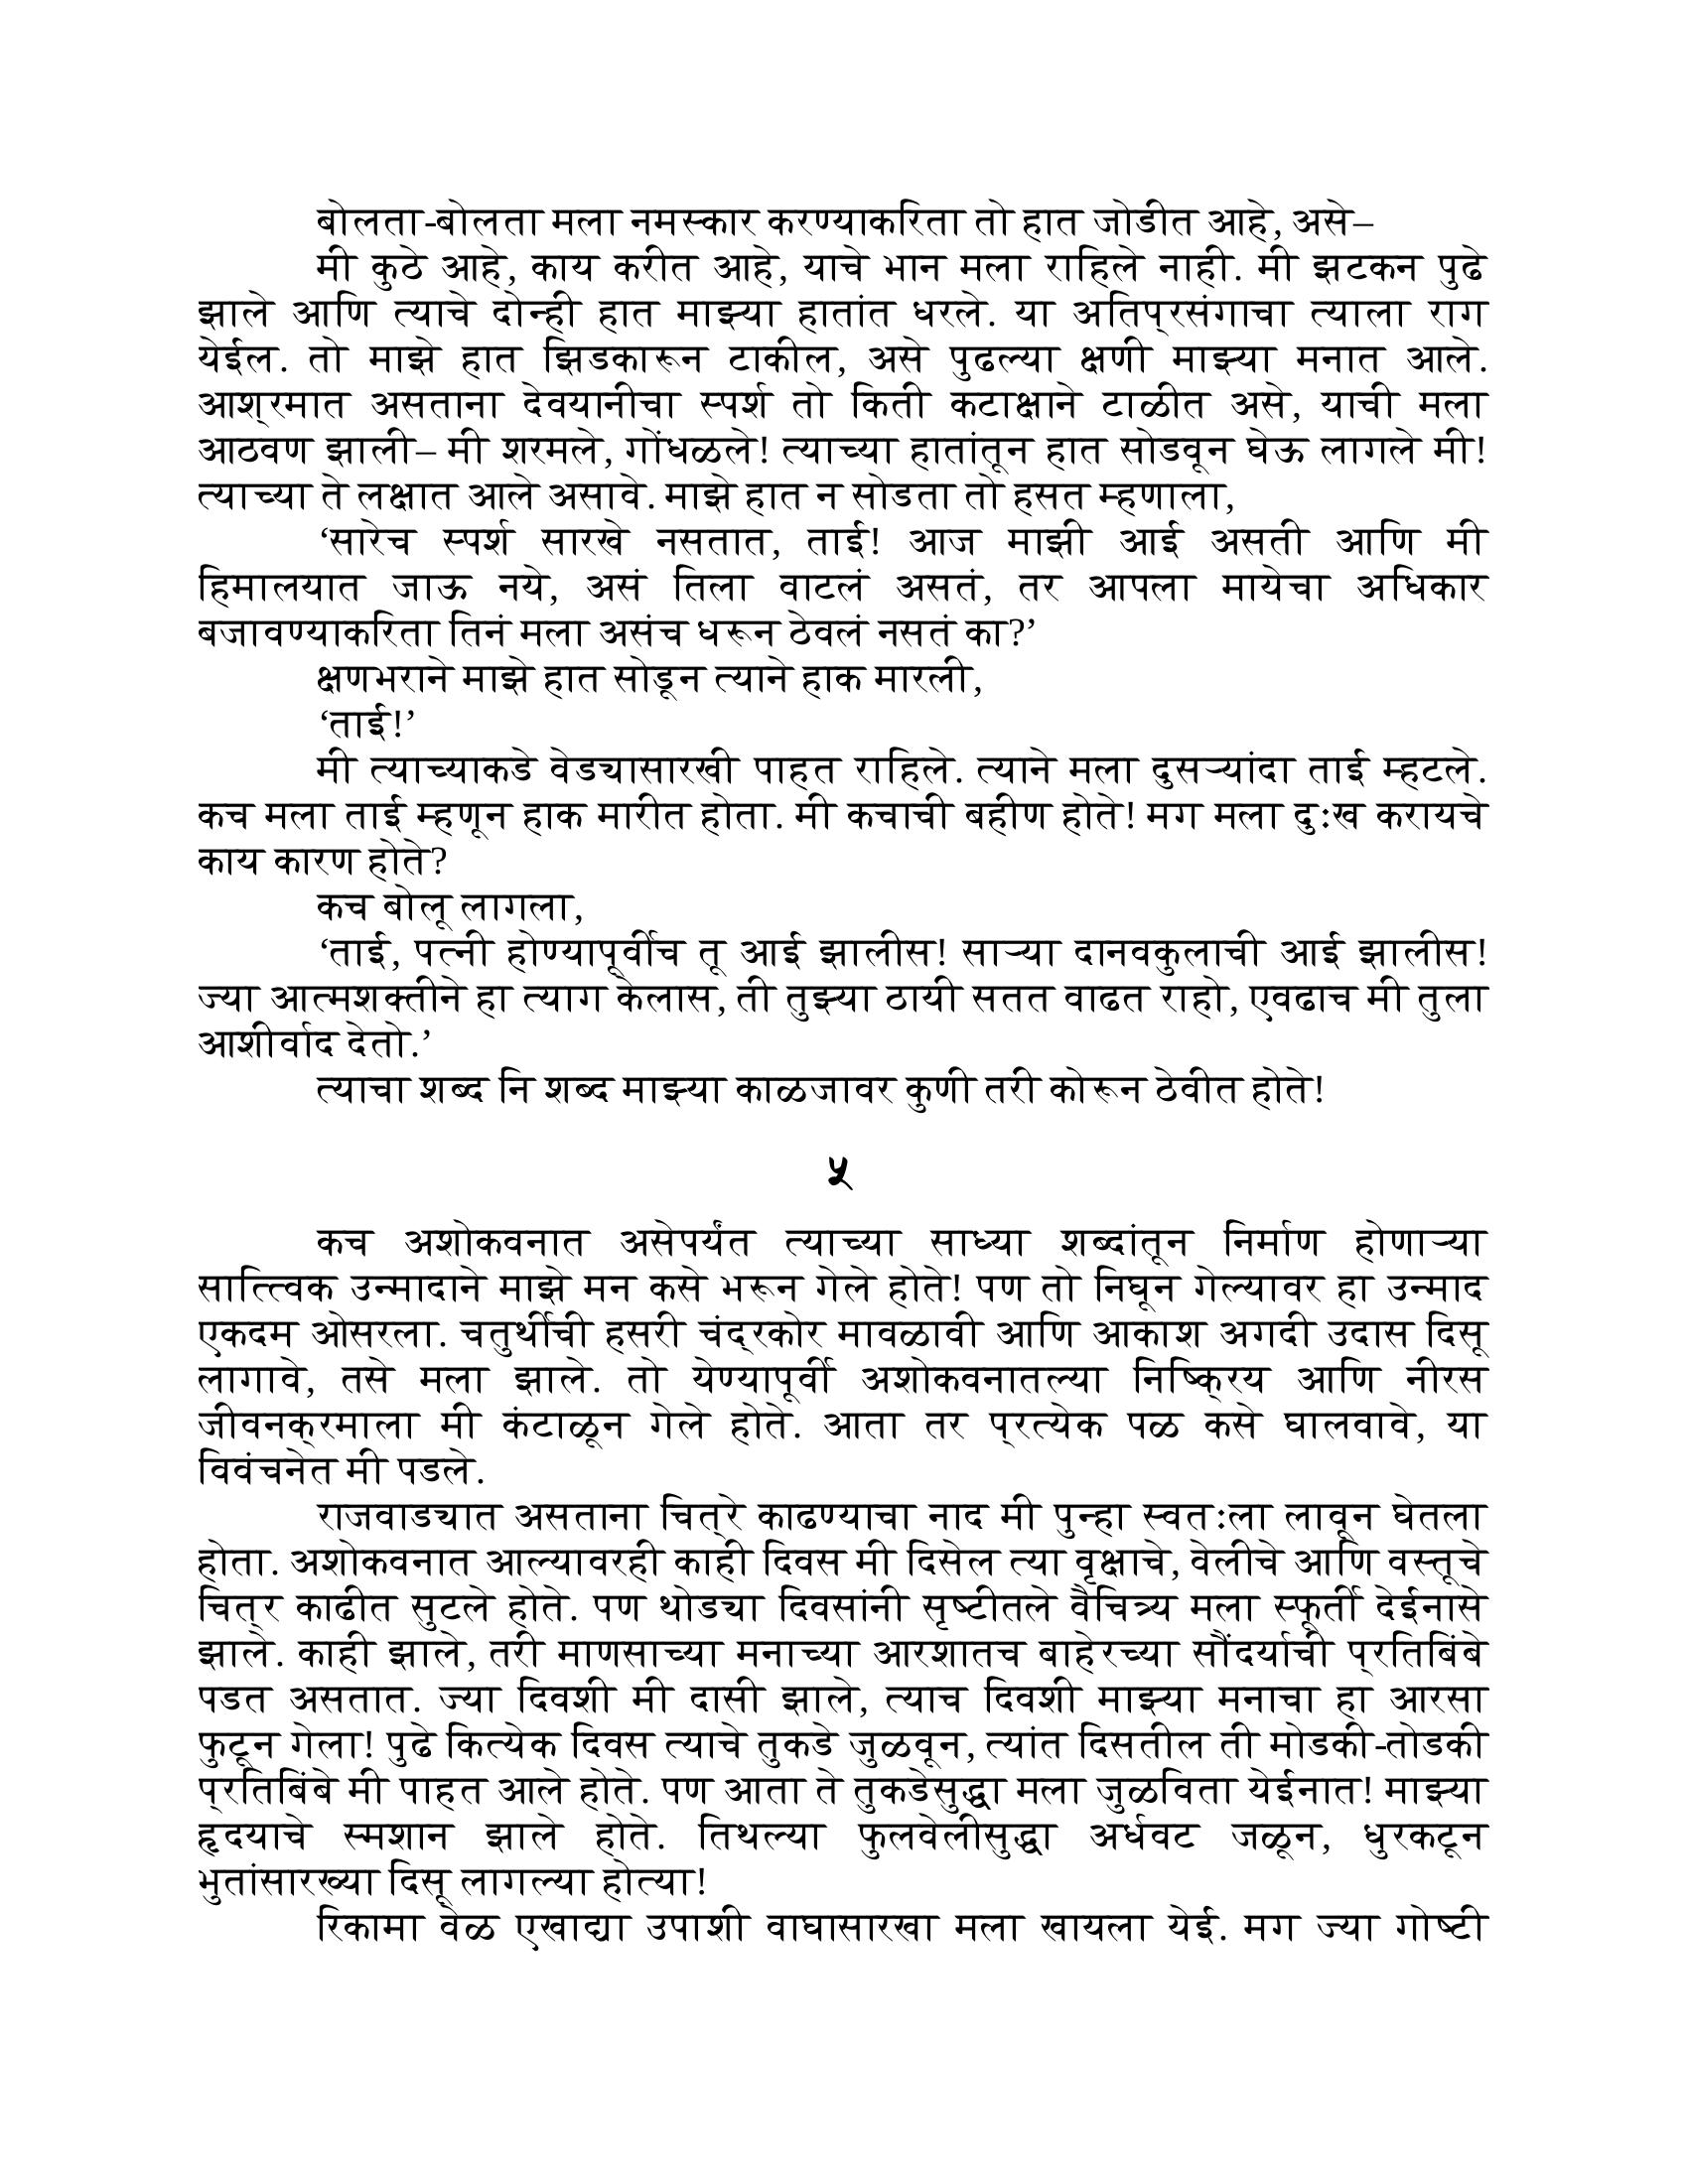 बोलता-बोलता मला नमस्कार करण्याकरिता तो हात जोडीत आहे, असे–
मी कुठे आहे, काय करीत आहे, याचे भान मला राहिले नाही. मी झटकन पुढे
झाले आणि त्याचे दोन्ही हात माझ्या हातांत धरले. या अतिप्रसंगाचा त्याला राग
येईल. तो माझे हात झिडकारून टाकील, असे पुढल्या क्षणी माझ्या मनात आले.
आश्रमात असताना देवयानीचा स्पर्श तो किती कटाक्षाने टाळीत असे, याची मला
आठवण झाली– मी शरमले, गोंधळले! त्याच्या हातांतून हात सोडवून घेऊ लागले मी!
त्याच्या ते लक्षात आले असावे. माझे हात न सोडता तो हसत म्हणाला,
‘सारेच स्पर्श सारखे नसतात, ताई! आज माझी आई असती आणि मी
हिमालयात जाऊ नये, असं तिला वाटलं असतं, तर आपला मायेचा अधिकार
बजावण्याकरिता तिनं मला असंच धरून ठेवलं नसतं का?’
क्षणभराने माझे हात सोडून त्याने हाक मारली,
‘ताई!’
मी त्याच्याकडे वेड्यासारखी पाहत राहिले. त्याने मला दुसऱ्यांदा ताई म्हटले.
कच मला ताई म्हणून हाक मारीत होता. मी कचाची बहीण होते! मग मला दुःख करायचे
काय कारण होते?
कच बोलू लागला,
‘ताई, पत्नी होण्यापूर्वीच तू आई झालीस! साऱ्या दानवकुलाची आई झालीस!
ज्या आत्मशक्तीने हा त्याग केलास, ती तुझ्या ठायी सतत वाढत राहो, एवढाच मी तुला
आशीर्वाद देतो.’
त्याचा शब्द नि शब्द माझ्या काळजावर कुणी तरी कोरून ठेवीत होते!
५
कच अशोकवनात असेपर्यंत त्याच्या साध्या शब्दांतून निर्माण होणाऱ्या
सात्त्विक उन्मादाने माझे मन कसे भरून गेले होते! पण तो निघून गेल्यावर हा उन्माद
एकदम ओसरला. चतुर्थीची हसरी चंद्रकोर मावळावी आणि आकाश अगदी उदास दिसू
लागावे, तसे मला झाले. तो येण्यापूर्वी अशोकवनातल्या निष्क्रिय आणि नीरस
जीवनक्रमाला मी कंटाळून गेले होते. आता तर प्रत्येक पळ कसे घालवावे, या
विवंचनेत मी पडले.
राजवाड्यात असताना चित्रे काढण्याचा नाद मी पुन्हा स्वतःला लावून घेतला
होता. अशोकवनात आल्यावरही काही दिवस मी दिसेल त्या वृक्षाचे, वेलीचे आणि वस्तूचे
चित्र काढीत सुटले होते. पण थोड्या दिवसांनी सृष्टीतले वैचित्र्य मला स्फूर्ती देईनासे
झाले. काही झाले, तरी माणसाच्या मनाच्या आरशातच बाहेरच्या सौंदर्याची प्रतिबिंबे
पडत असतात. ज्या दिवशी मी दासी झाले, त्याच दिवशी माझ्या मनाचा हा आरसा
फुटून गेला! पुढे कित्येक दिवस त्याचे तुकडे जुळवून, त्यांत दिसतील ती मोडकी-तोडकी
प्रतिबिंबे मी पाहत आले होते. पण आता ते तुकडेसुद्धा मला जुळविता येईनात! माझ्या
हृदयाचे स्मशान झाले होते. तिथल्या फुलवेलीसुद्धा अर्धवट जळून, धुरकटून
भुतांसारख्या दिसू लागल्या होत्या!
रिकामा वेळ एखाद्या उपाशी वाघासारखा मला खायला येई. मग ज्या गोष्टी